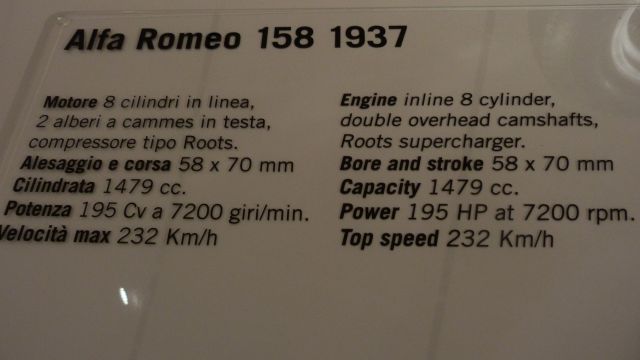 Alfa Romeo 158 1937
Motore 8 cilindri in linea,
2 alberi a cammes in testa,
compressore tipo Roots.
Alesaggio e corsa 58 x 70 mm
Cilindrata 1479 cc.
Potenza 195 Cv a 7200 giri/min.
Velocità max 232 Km/h
Engine inline 8 cylinder,
double overhead camshafts,
Roots supercharger.
Bore and stroke 58 x 70 mm
Capacity 1479 cc.
Power 195 HP at 7200 rpm.
Top speed 232 Km/h